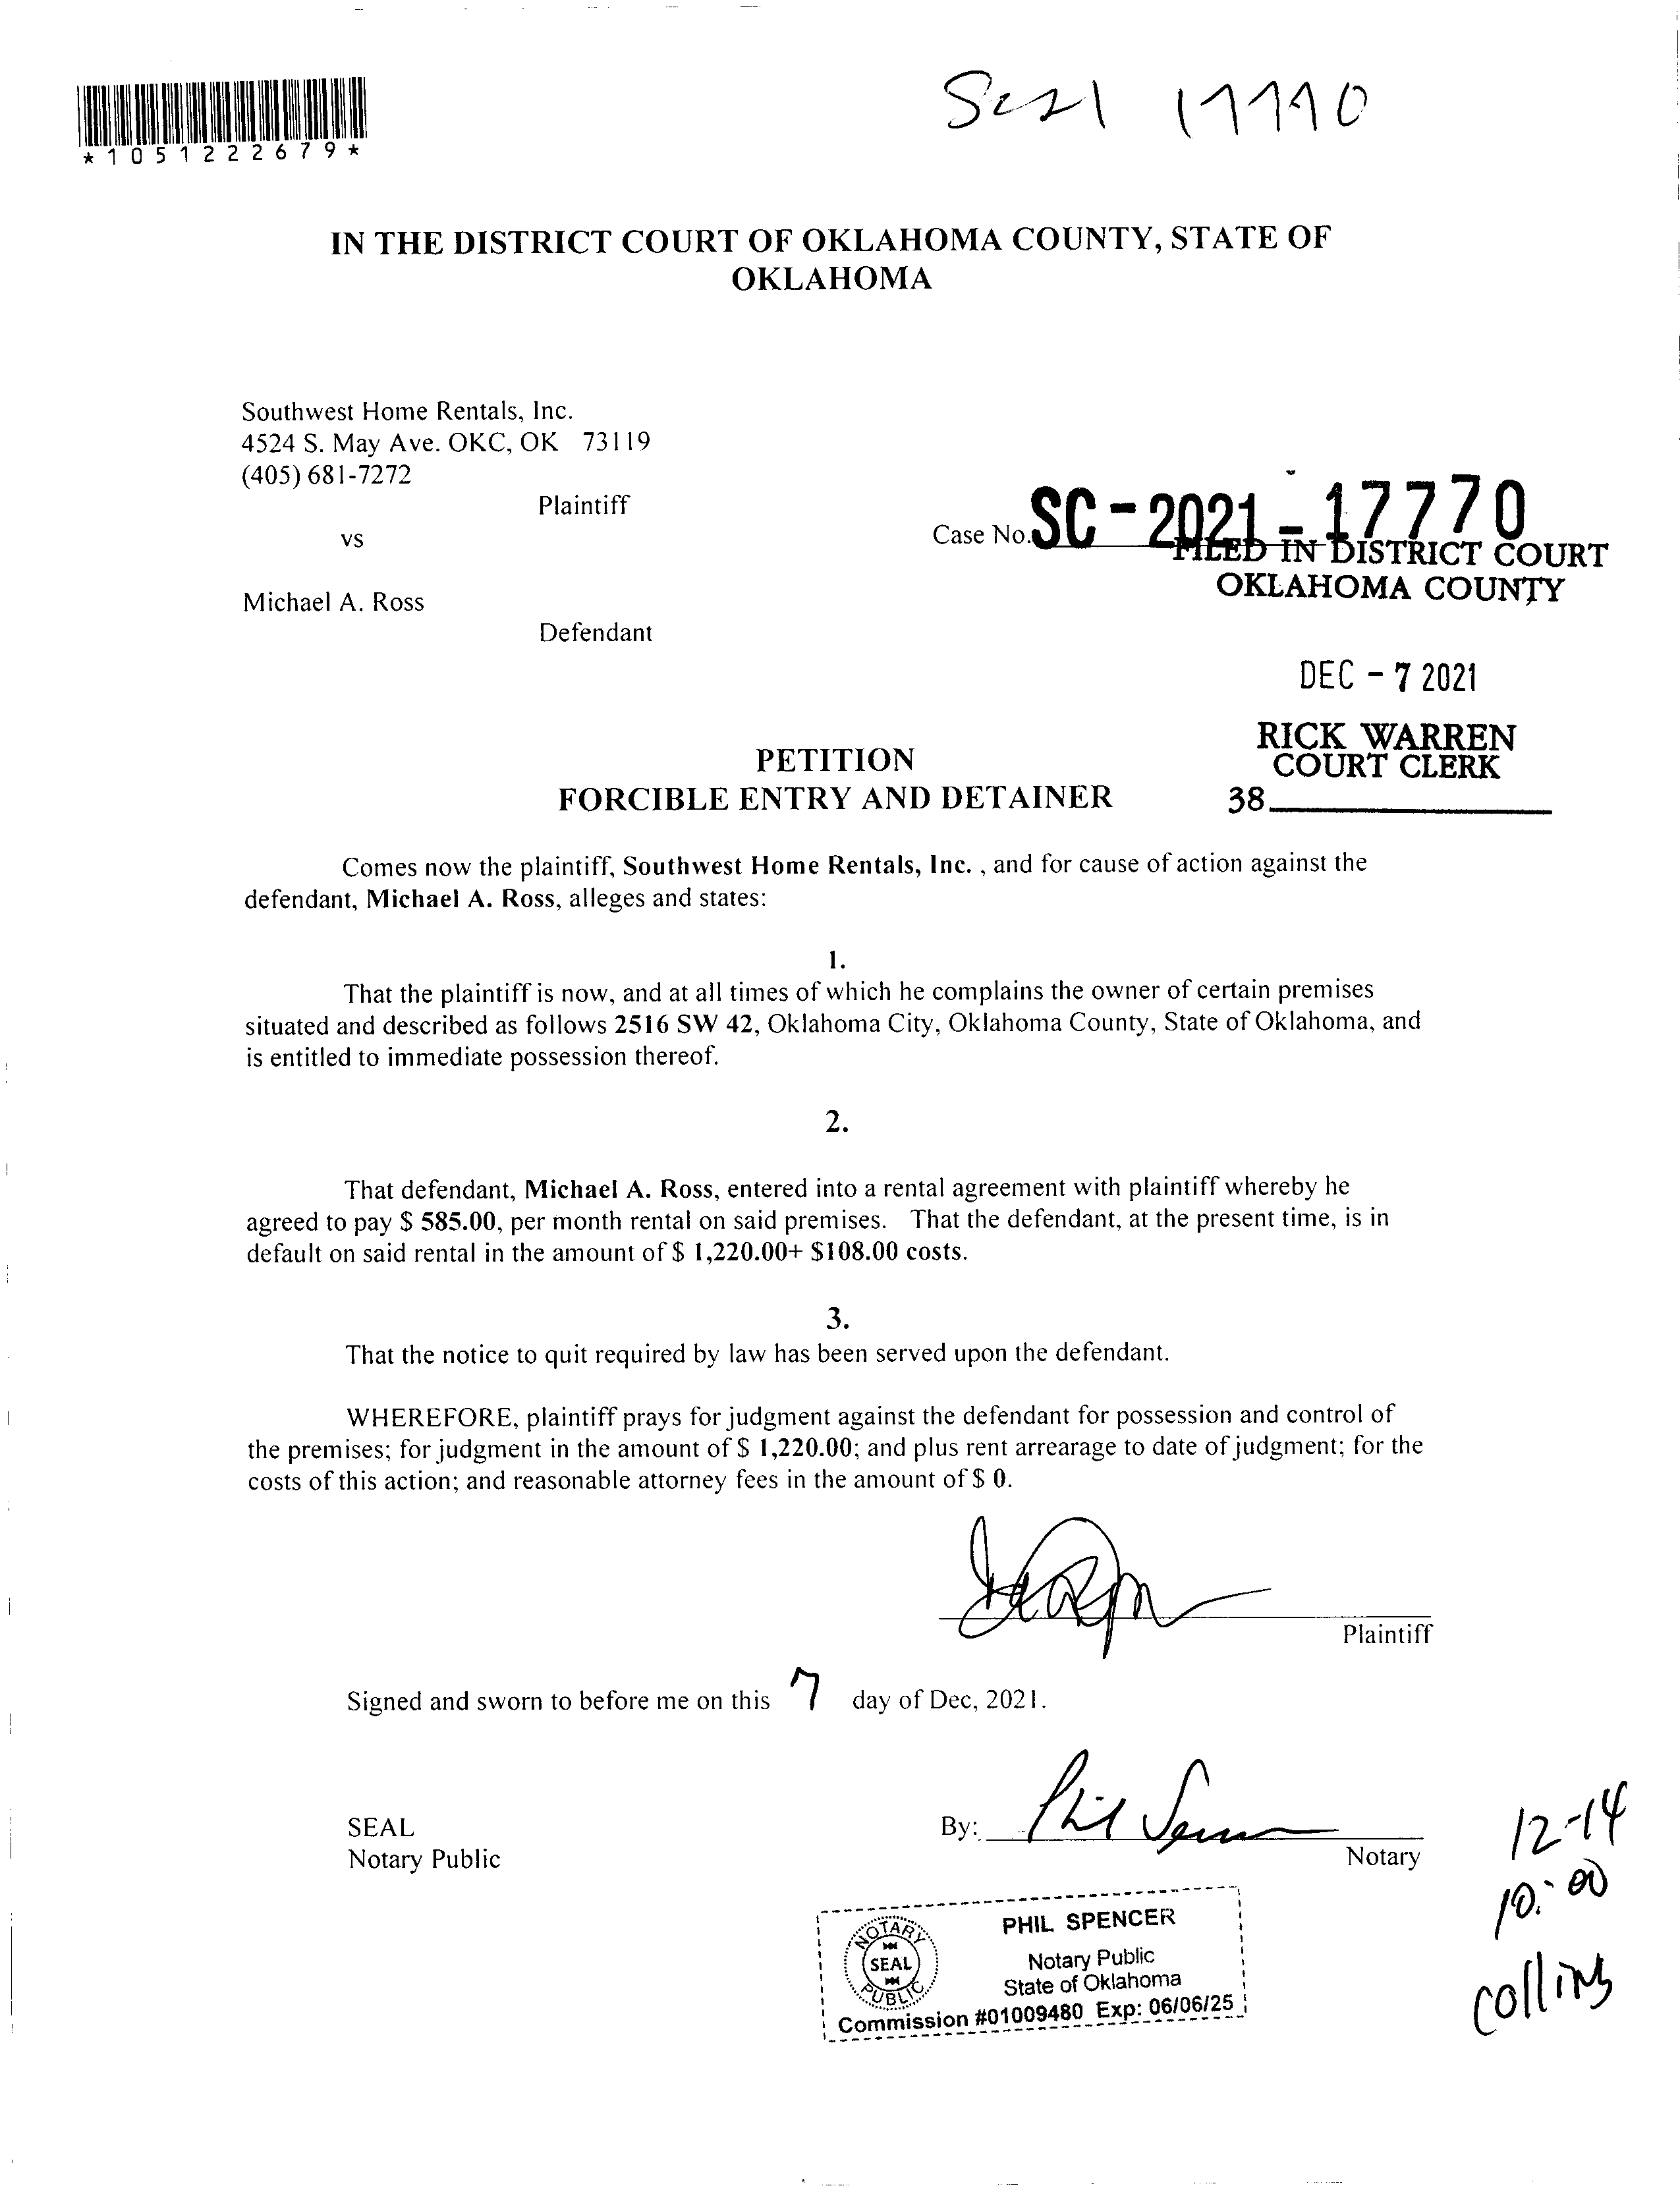 *1051222679*
IN THE DISTRICT COURT OF OKLAHOMA COUNTY, STATE OF
OKLAHOMA
Southwest Home Rentals, Inc.
4524 S. May Ave. OKC, OK 73119
(405) 681-7272
Plaintiff
vs
Case No. SC-2021-17770
FILED IN DISTRICT COURT
OKLAHOMA COUNTY
Michael A. Ross
Defendant
DEC - 7 2021
RICK WARREN
COURT CLERK
38
PETITION
FORCIBLE ENTRY AND DETAINER
Comes now the plaintiff, Southwest Home Rentals, Inc. , and for cause of action against the
defendant, Michael A. Ross, alleges and states:
1.
That the plaintiff is now, and at all times of which he complains the owner of certain premises
situated and described as follows 2516 SW 42, Oklahoma City, Oklahoma County, State of Oklahoma, and
is entitled to immediate possession thereof.
2.
That defendant, Michael A. Ross, entered into a rental agreement with plaintiff whereby he
agreed to pay $ 585.00, per month rental on said premises. That the defendant, at the present time, is in
default on said rental in the amount of $ 1,220.00+ $108.00 costs.
3.
That the notice to quit required by law has been served upon the defendant.
WHEREFORE, plaintiff prays for judgment against the defendant for possession and control of
the premises; for judgment in the amount of $ 1,220.00; and plus rent arrearage to date of judgment; for the
costs of this action; and reasonable attorney fees in the amount of $ 0.
Plaintiff
Signed and sworn to before me on this 7 day of Dec, 2021.
SEAL
Notary Public
By: Phil Spencer
Notary
12-14
10:00
collins
NOTARY
SEAL
PUBLIC
PHIL SPENCER
Notary Public
State of Oklahoma
Commission #01009480 Exp: 06/06/25